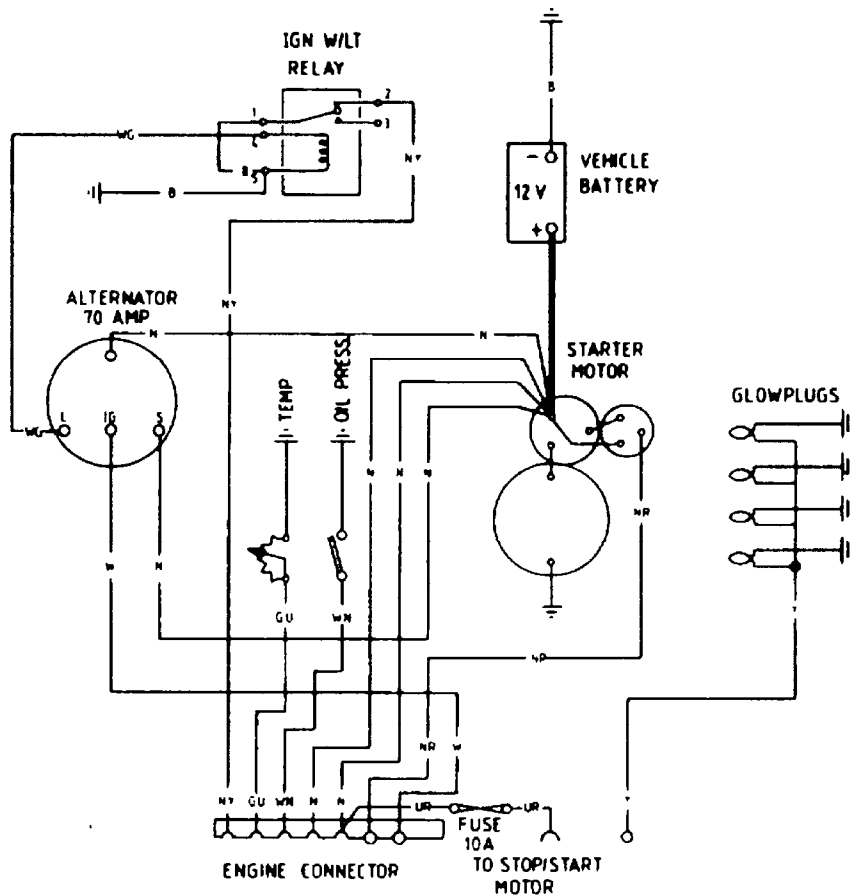 IGN W/LT
RELAY
1
2
4
3
WG
NY
B
5
B
B
-
12 V
+
VEHICLE
BATTERY
ALTERNATOR
70 AMP
N
NY
N
STARTER
MOTOR
TEMP
OIL PRESS.
GLOWPLUGS
L
IG
S
WG
N
N
N
NR
W
N
GU
WN
Y
NR
W
Y
NY
GU
WN
N
N
UR
UR
FUSE
10A
ENGINE CONNECTOR
TO STOP/START
MOTOR